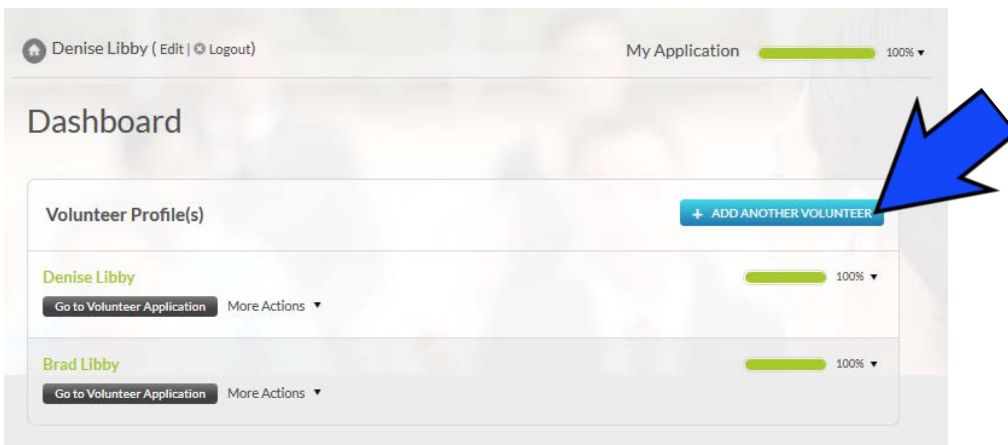 Denise Libby ( Edit | Logout)
My Application 100%
Dashboard
Volunteer Profile(s)
+ ADD ANOTHER VOLUNTEER
Denise Libby
100%
Go to Volunteer Application More Actions
Brad Libby
100%
Go to Volunteer Application More Actions